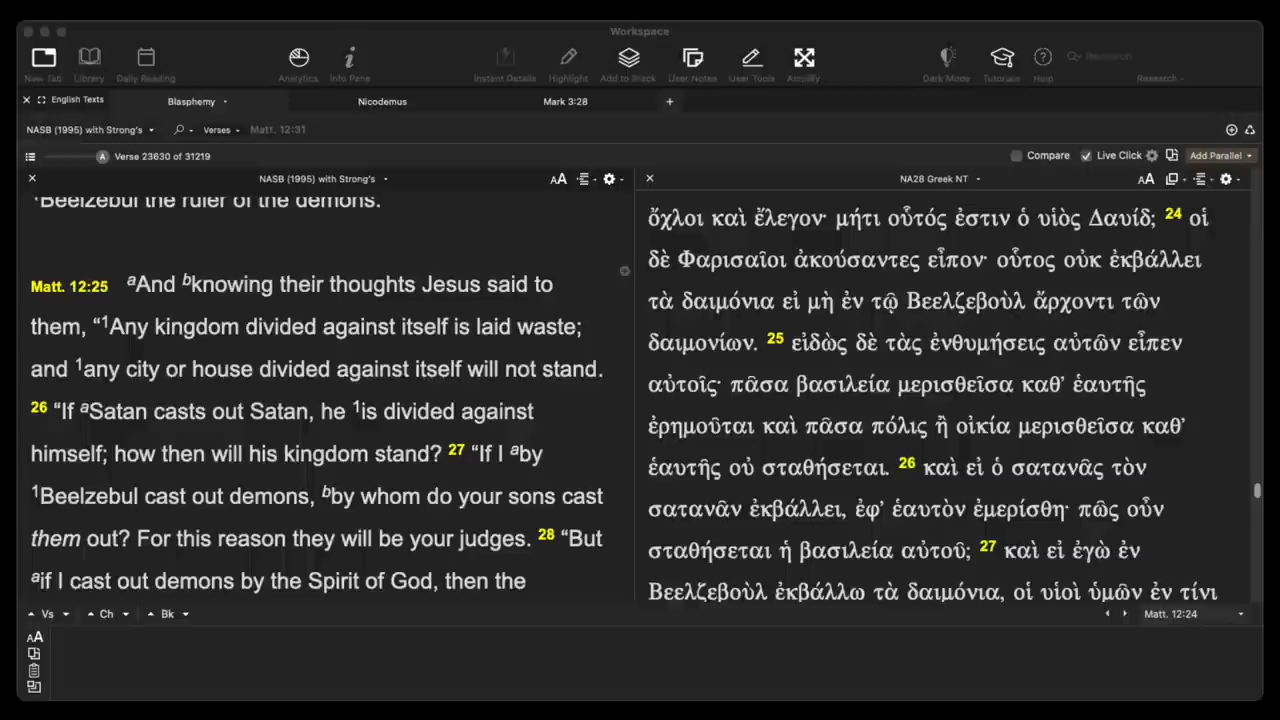 Workspace
New Tab Library Daily Reading Analytics Info Pane Instant Details Highlight Add to Stack User Notes User Tools Amplify Dark Mode Tutorials Help Research
Research
English Texts Blasphemy Nicodemus Mark 3:28
NASB (1995) with Strong's Verses Matt. 12:31
Verse 23630 of 31219 Compare Live Click Add Parallel
NASB (1995) with Strong's
¹Beelzebul the ruler of the demons.
Matt. 12:25 ᵃAnd ᵇknowing their thoughts Jesus said to
them, “¹Any kingdom divided against itself is laid waste;
and ¹any city or house divided against itself will not stand.
26 “If ᵃSatan casts out Satan, he ¹is divided against
himself; how then will his kingdom stand? 27 “If I ᵃby
¹Beelzebul cast out demons, ᵇby whom do your sons cast
them out? For this reason they will be your judges. 28 “But
ᵃif I cast out demons by the Spirit of God, then the
NA28 Greek NT
ὄχλοι καὶ ἔλεγον· μήτι οὗτός ἐστιν ὁ υἱὸς Δαυίδ; 24 οἱ
δὲ Φαρισαῖοι ἀκούσαντες εἶπον· οὗτος οὐκ ἐκβάλλει
τὰ δαιμόνια εἰ μὴ ἐν τῷ Βεελζεβοὺλ ἄρχοντι τῶν
δαιμονίων. 25 εἰδὼς δὲ τὰς ἐνθυμήσεις αὐτῶν εἶπεν
αὐτοῖς· πᾶσα βασιλεία μερισθεῖσα καθ’ ἑαυτῆς
ἐρημοῦται καὶ πᾶσα πόλις ἢ οἰκία μερισθεῖσα καθ’
ἑαυτῆς οὐ σταθήσεται. 26 καὶ εἰ ὁ σατανᾶς τὸν
σατανᾶν ἐκβάλλει, ἐφ’ ἑαυτὸν ἐμερίσθη· πῶς οὖν
σταθήσεται ἡ βασιλεία αὐτοῦ; 27 καὶ εἰ ἐγὼ ἐν
Βεελζεβοὺλ ἐκβάλλω τὰ δαιμόνια, οἱ υἱοὶ ὑμῶν ἐν τίνι
Vs Ch Bk Matt. 12:24